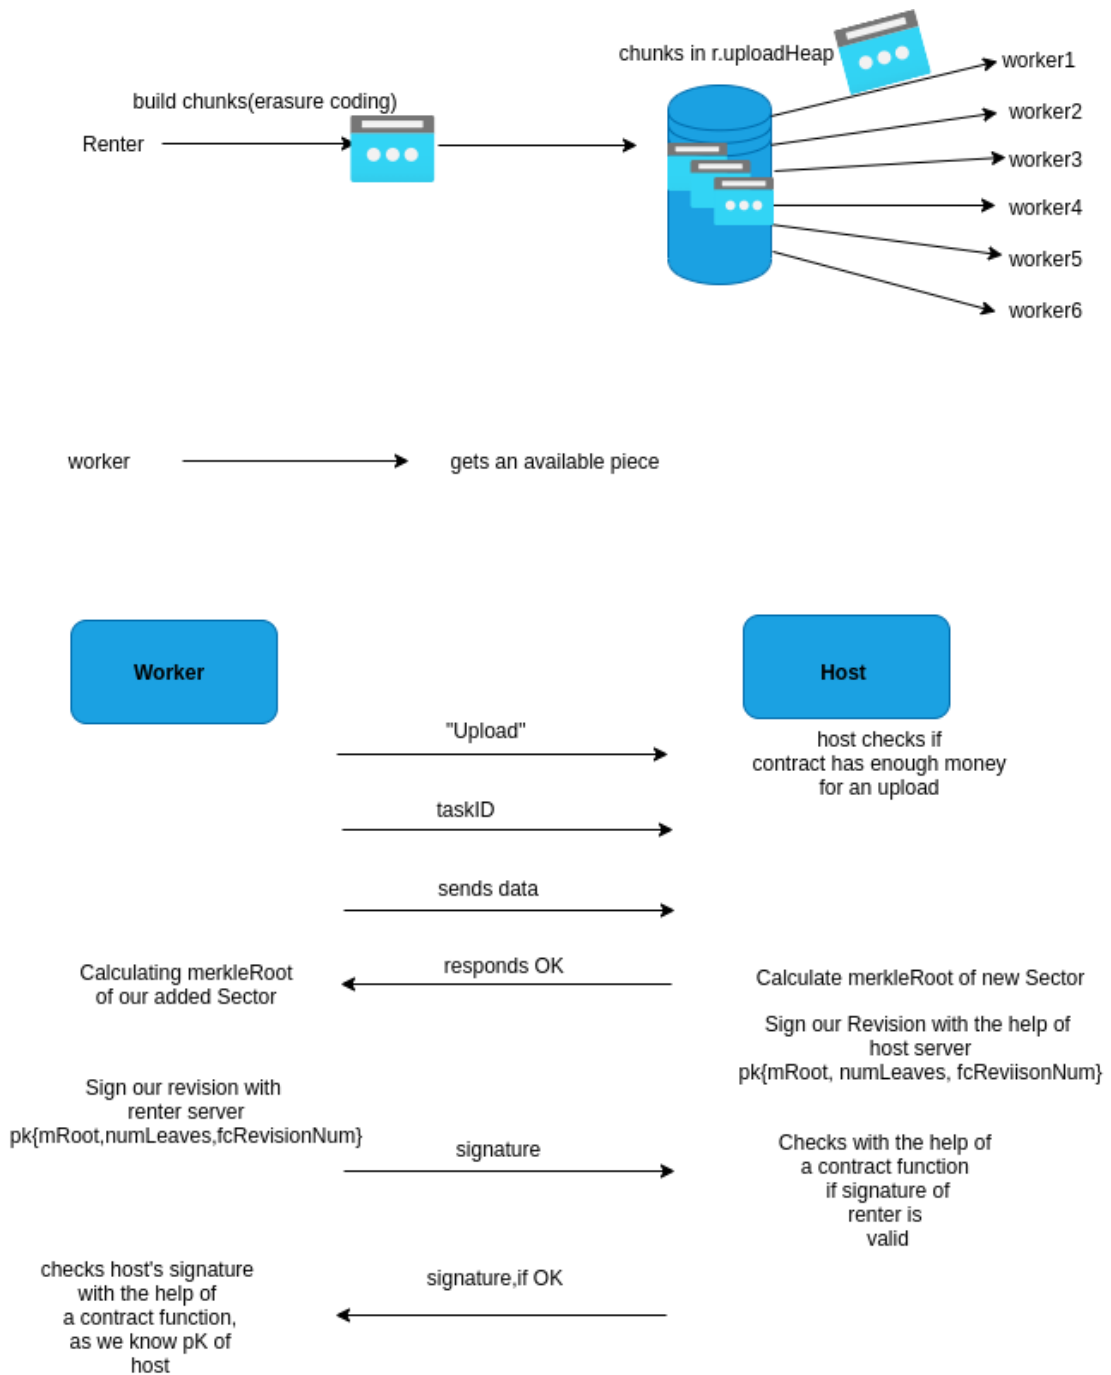 chunks in r.uploadHeap
worker1
build chunks(erasure coding)
worker2
Renter
worker3
worker4
worker5
worker6
worker
gets an available piece
Worker
Host
"Upload"
host checks if
contract has enough money
for an upload
taskID
sends data
responds OK
Calculating merkleRoot
of our added Sector
Calculate merkleRoot of new Sector
Sign our Revision with the help of
host server
pk{mRoot, numLeaves, fcReviisonNum}
Sign our revision with
renter server
pk{mRoot,numLeaves,fcRevisionNum}
signature
Checks with the help of
a contract function
if signature of
renter is
valid
checks host's signature
with the help of
a contract function,
as we know pK of
host
signature,if OK